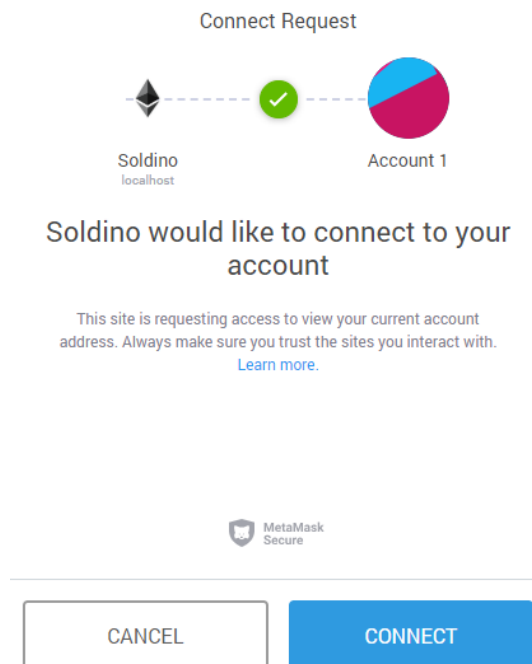 Connect Request
Soldino
localhost
Account 1
Soldino would like to connect to your
account
This site is requesting access to view your current account
address. Always make sure you trust the sites you interact with.
Learn more.
MetaMask
Secure
CANCEL
CONNECT